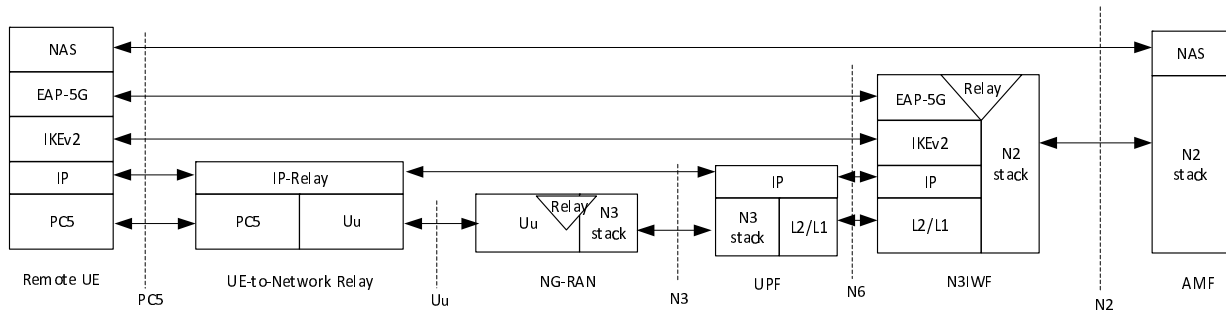 NAS
NAS
EAP-5G
EAP-5G
Relay
IKEv2
IKEv2
N2
stack
N2
stack
IP
IP-Relay
IP
IP
PC5
PC5
Uu
Uu
Relay
N3
stack
N3
stack
L2/L1
L2/L1
Remote UE
UE-to-Network Relay
NG-RAN
UPF
N3IWF
AMF
PC5
Uu
N3
N6
N2